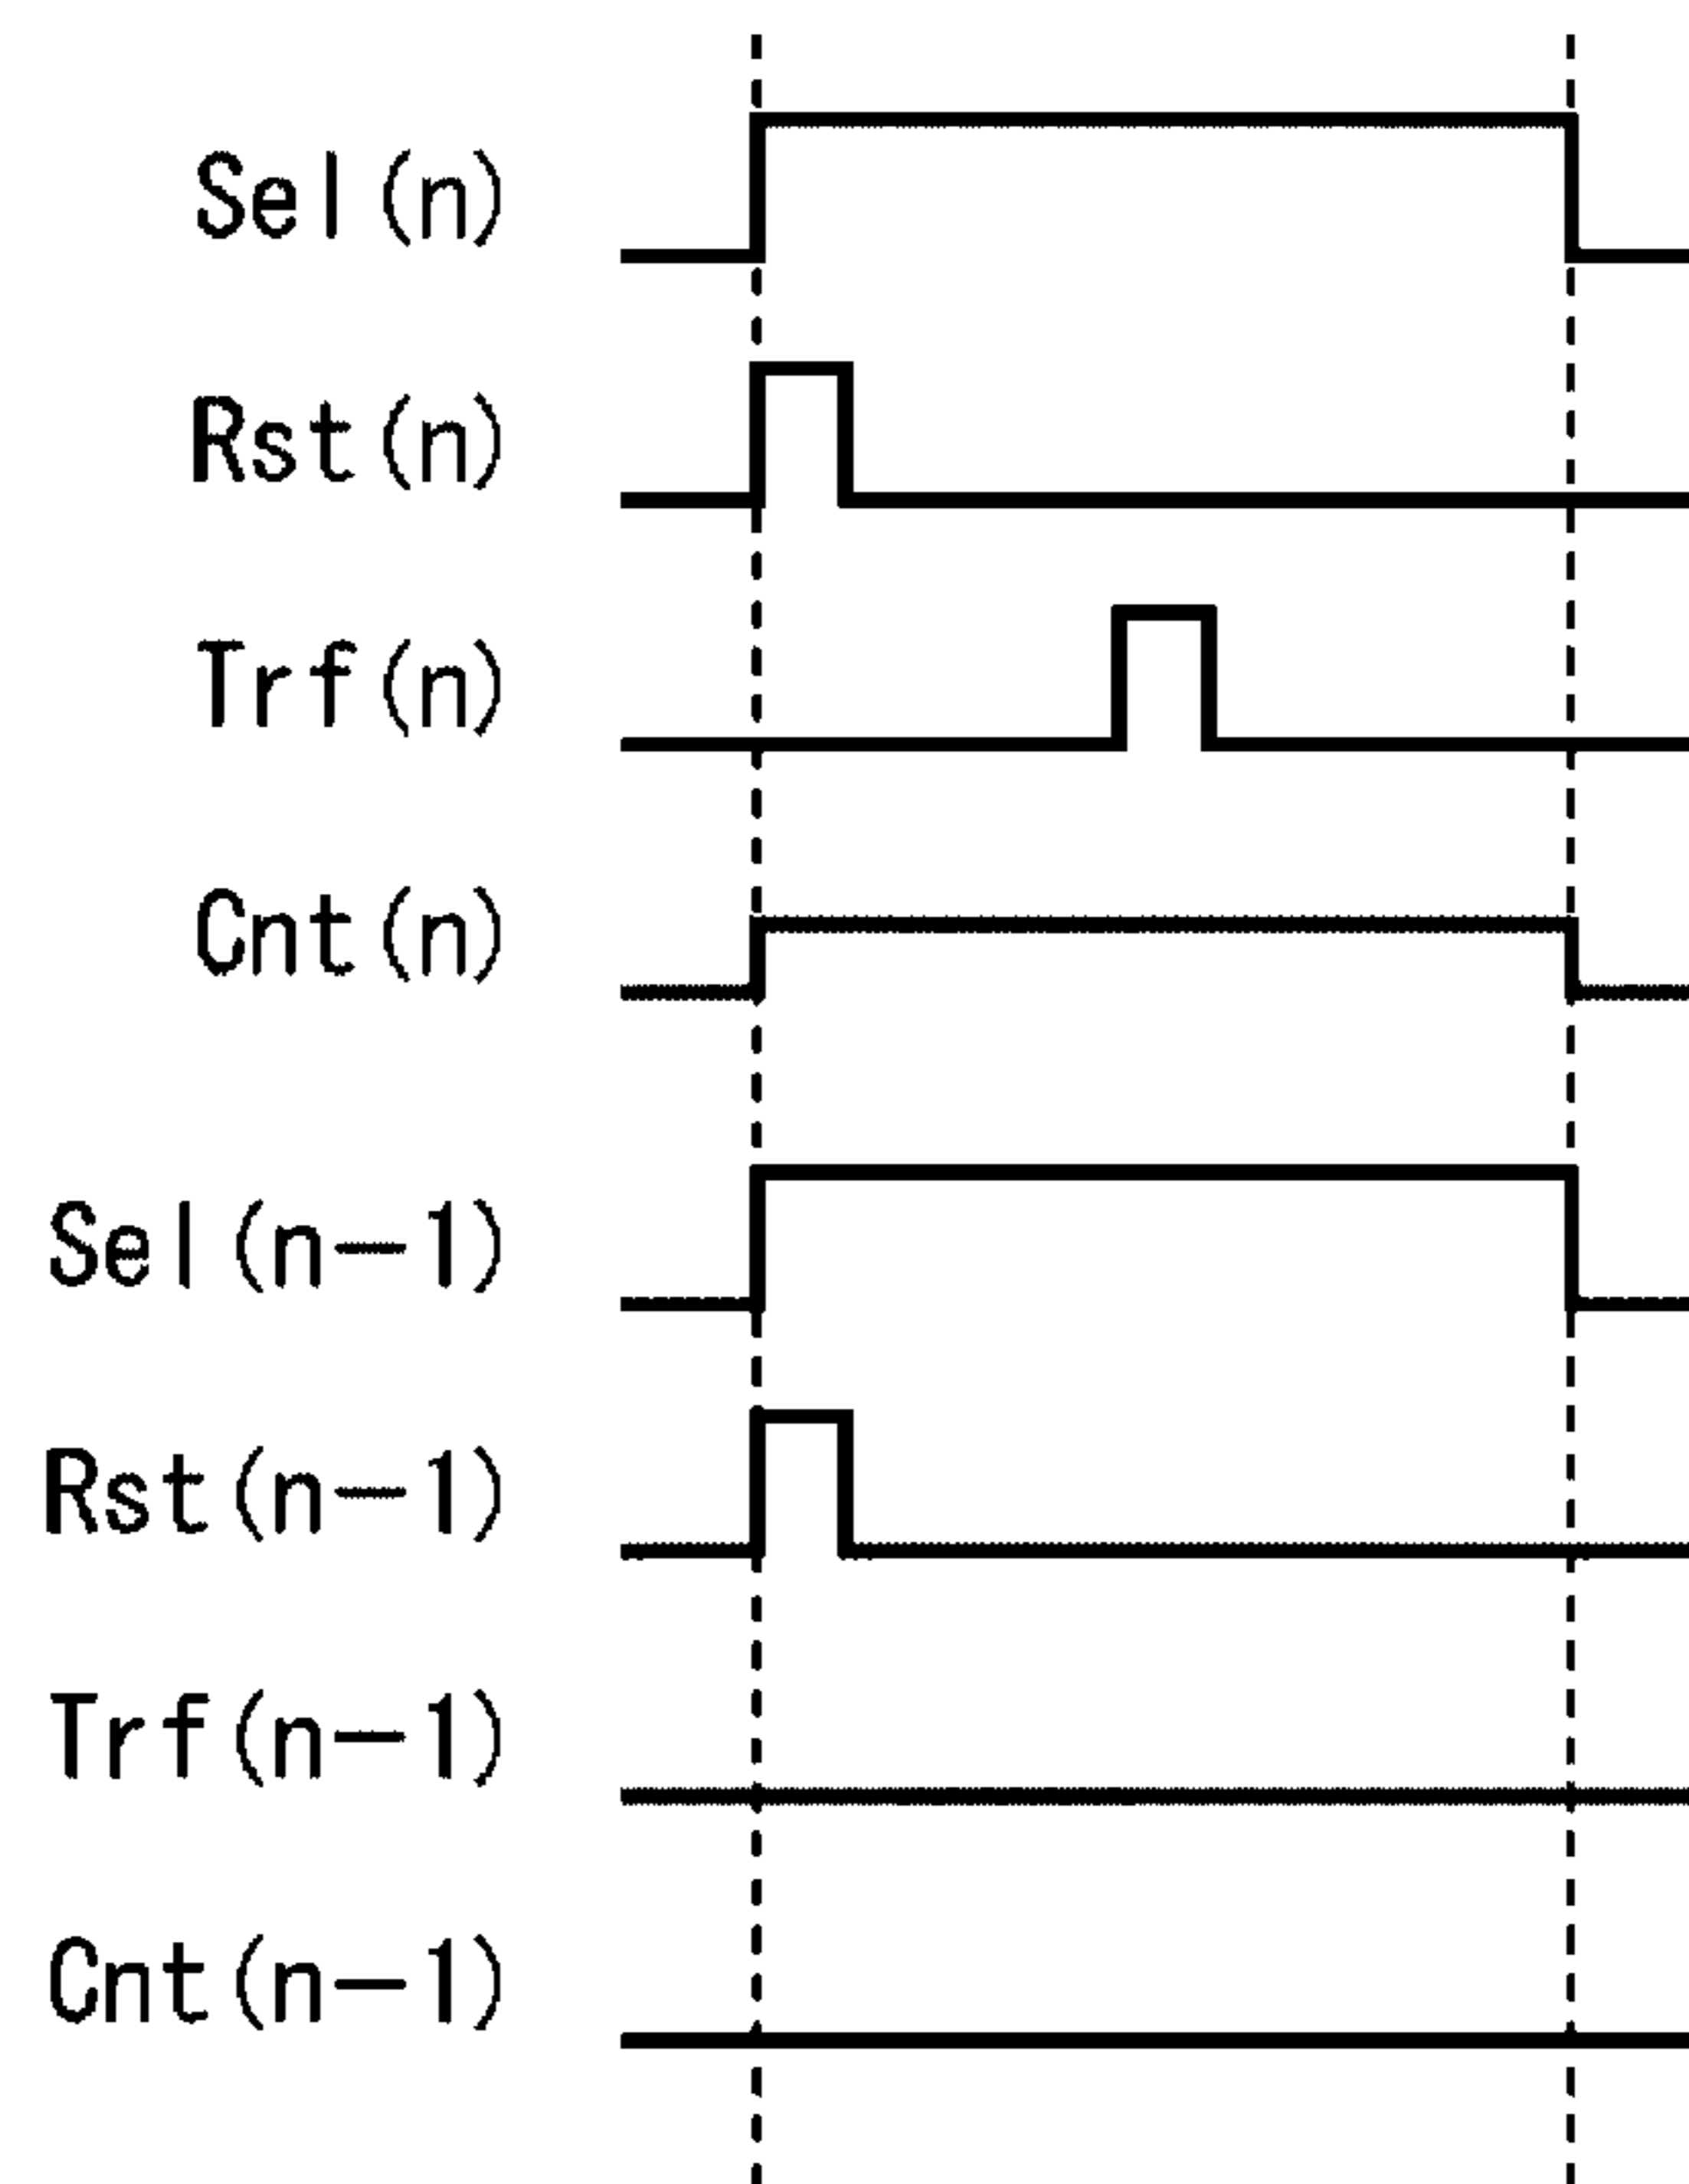 Sel(n)
Rst(n)
Trf(n)
Cnt(n)
Sel(n-1)
Rst(n-1)
Trf(n-1)
Cnt(n-1)